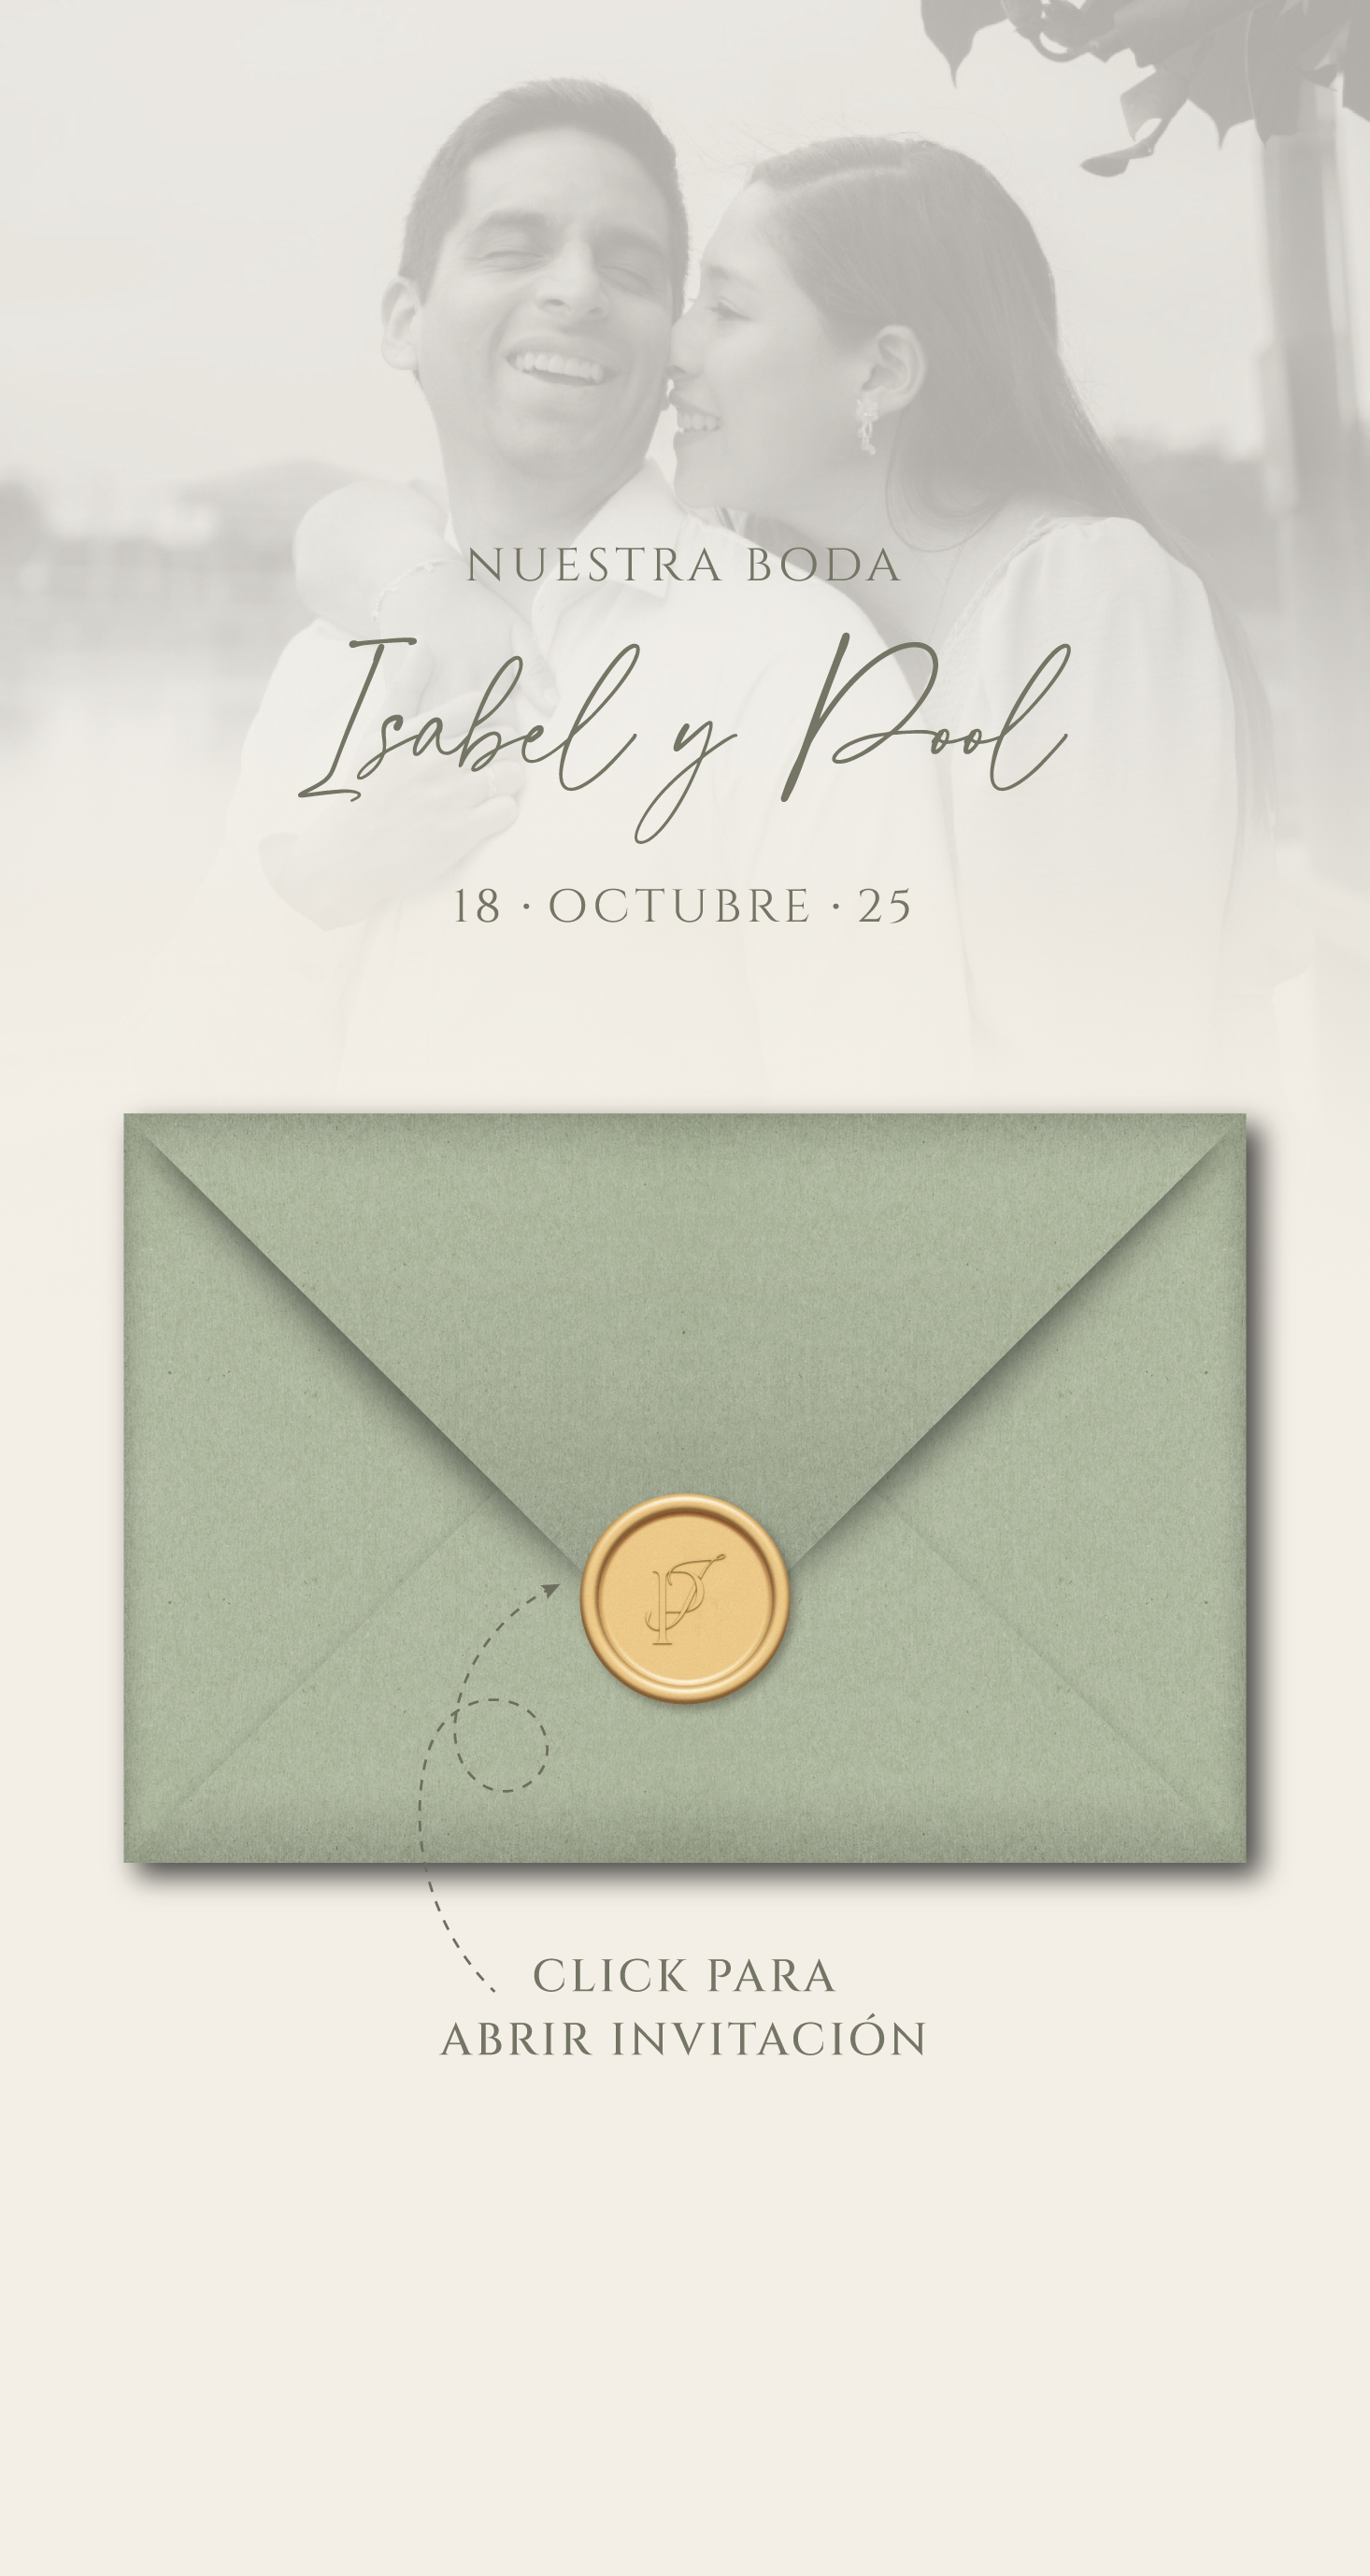 NUESTRA BODA
Isabel y Pool
18 · OCTUBRE · 25
CLICK PARA
ABRIR INVITACIÓN